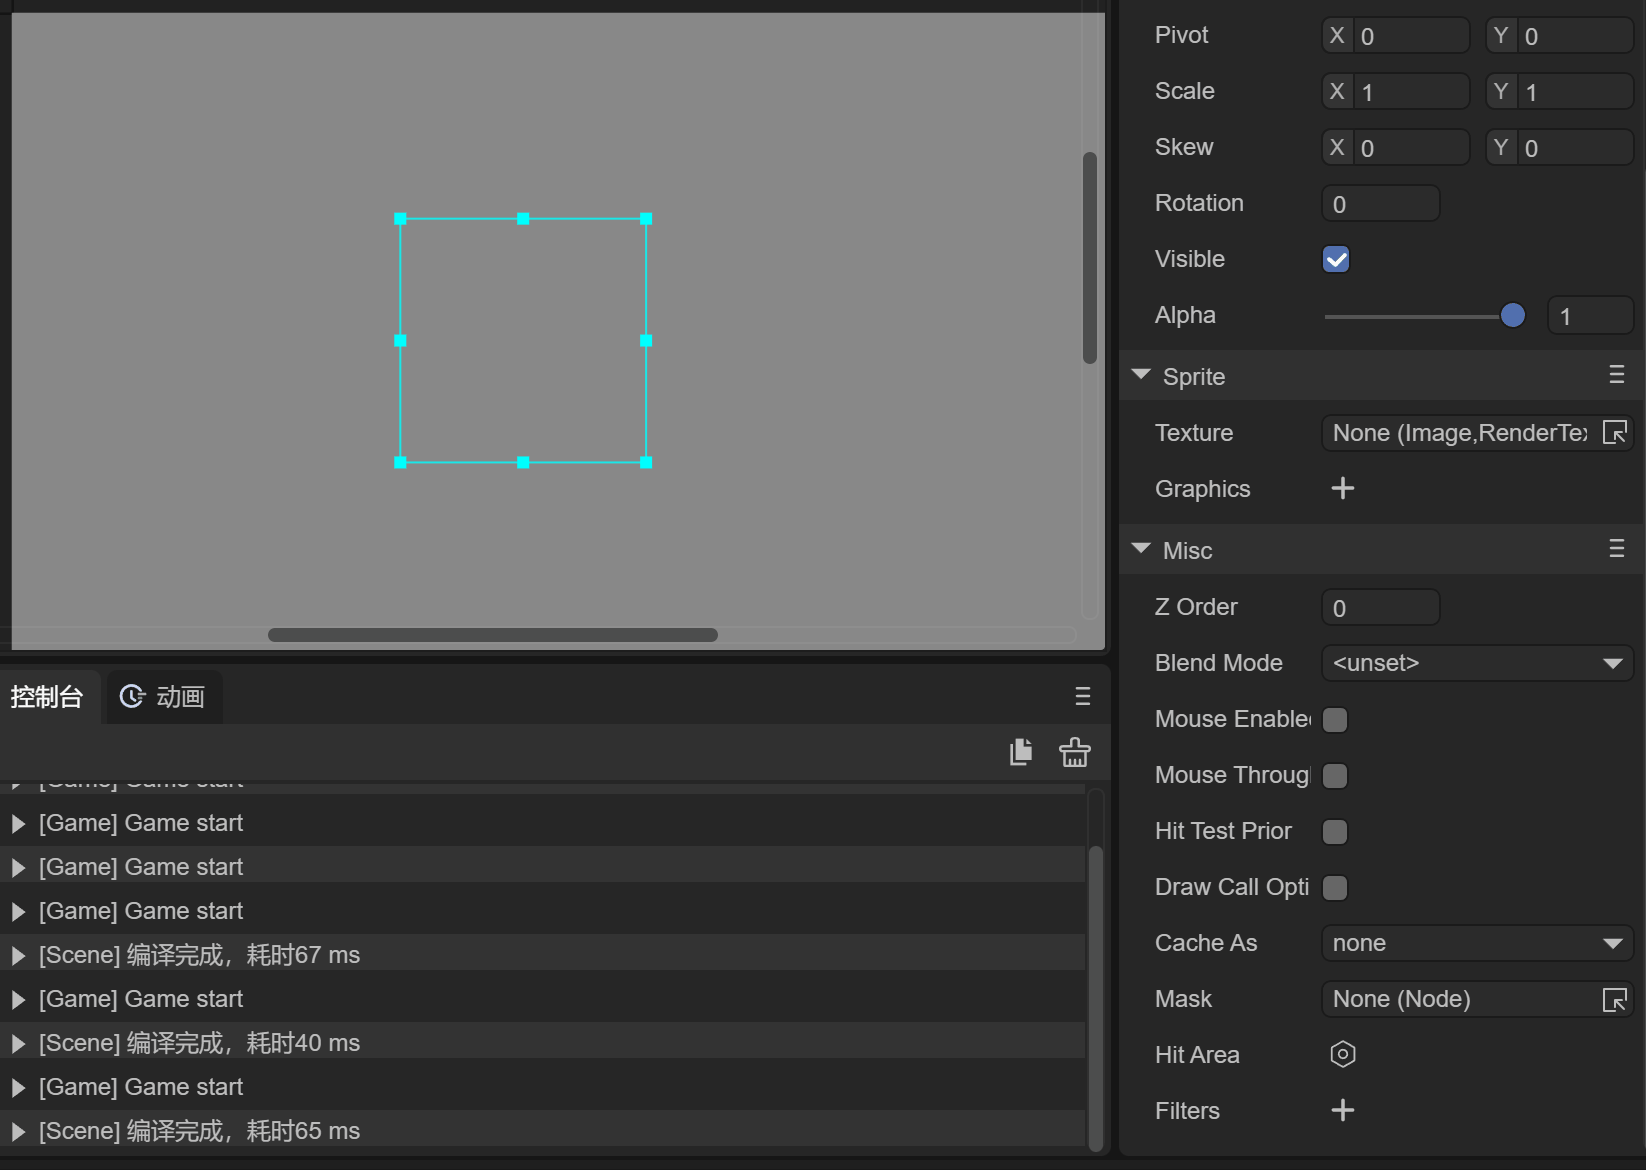 Pivot X 0 Y 0
Scale X 1 Y 1
Skew X 0 Y 0
Rotation 0
Visible
Alpha 1
Sprite
Texture None (Image,RenderTex
Graphics
Misc
Z Order 0
Blend Mode <unset>
Mouse Enable
Mouse Throug
Hit Test Prior
Draw Call Opti
Cache As none
Mask None (Node)
Hit Area
Filters
控制台 动画
[Game] Game start
[Game] Game start
[Game] Game start
[Game] Game start
[Scene] 编译完成，耗时67 ms
[Game] Game start
[Scene] 编译完成，耗时40 ms
[Game] Game start
[Scene] 编译完成，耗时65 ms